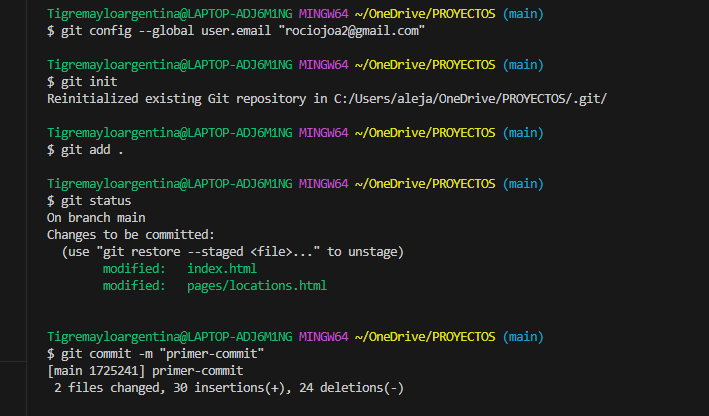 Tigremayloargentina@LAPTOP-ADJ6M1NG MINGW64 ~/OneDrive/PROYECTOS (main)
$ git config --global user.email "rociojoa2@gmail.com"
Tigremayloargentina@LAPTOP-ADJ6M1NG MINGW64 ~/OneDrive/PROYECTOS (main)
$ git init
Reinitialized existing Git repository in C:/Users/aleja/OneDrive/PROYECTOS/.git/
Tigremayloargentina@LAPTOP-ADJ6M1NG MINGW64 ~/OneDrive/PROYECTOS (main)
$ git add .
Tigremayloargentina@LAPTOP-ADJ6M1NG MINGW64 ~/OneDrive/PROYECTOS (main)
$ git status
On branch main
Changes to be committed:
  (use "git restore --staged <file>..." to unstage)
        modified:   index.html
        modified:   pages/locations.html
Tigremayloargentina@LAPTOP-ADJ6M1NG MINGW64 ~/OneDrive/PROYECTOS (main)
$ git commit -m "primer-commit"
[main 1725241] primer-commit
 2 files changed, 30 insertions(+), 24 deletions(-)